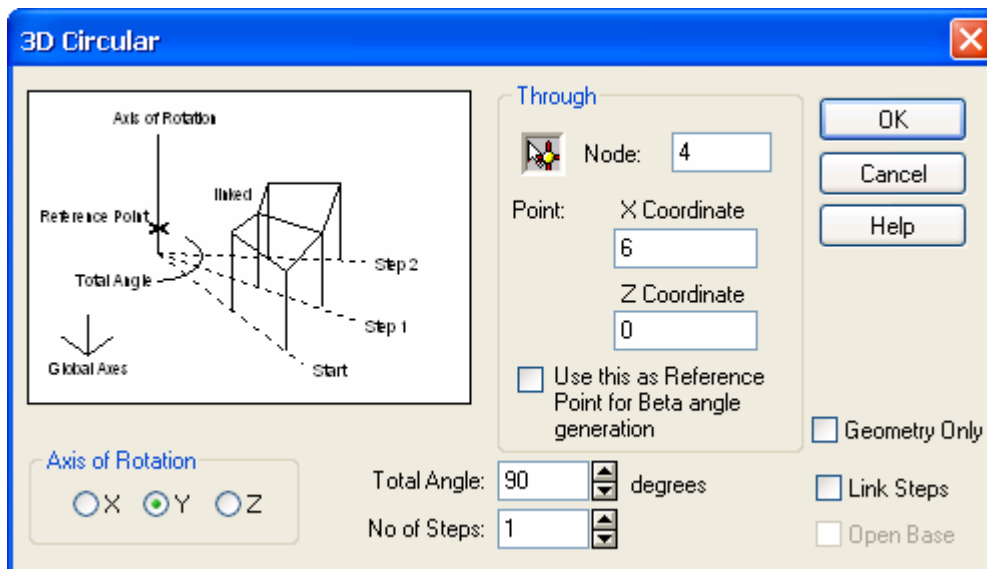 3D Circular
Axis of Rotation
linked
Reference Point
Total Angle
Step 2
Step 1
Start
Global Axes
Through
Node: 4
Point: X Coordinate
6
Z Coordinate
0
Use this as Reference
Point for Beta angle
generation
OK
Cancel
Help
Geometry Only
Axis of Rotation
X Y Z
Total Angle: 90 degrees
No of Steps: 1
Link Steps
Open Base